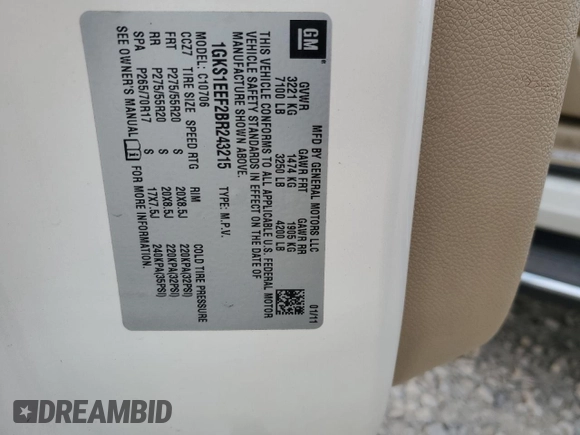 GM
MFD BY GENERAL MOTORS LLC
01/11
GVWR GAWR FRT GAWR RR
3221 KG 1474 KG 1905 KG
7100 LB 3250 LB 4200 LB
THIS VEHICLE CONFORMS TO ALL APPLICABLE U.S. FEDERAL MOTOR
VEHICLE SAFETY STANDARDS IN EFFECT ON THE DATE OF
MANUFACTURE SHOWN ABOVE.
1GKS1EEF2BR243215 TYPE: M.P.V.
MODEL: C10706
CCZ7 TIRE SIZE SPEED RTG RIM COLD TIRE PRESSURE
FRT P275/55R20 S 20X8.5J 220KPA(32PSI)
RR P275/55R20 S 20X8.5J 220KPA(32PSI)
SPA P265/70R17 S 17X7.5J 240KPA(35PSI)
SEE OWNER'S MANUAL FOR MORE INFORMATION.
DREAMBID